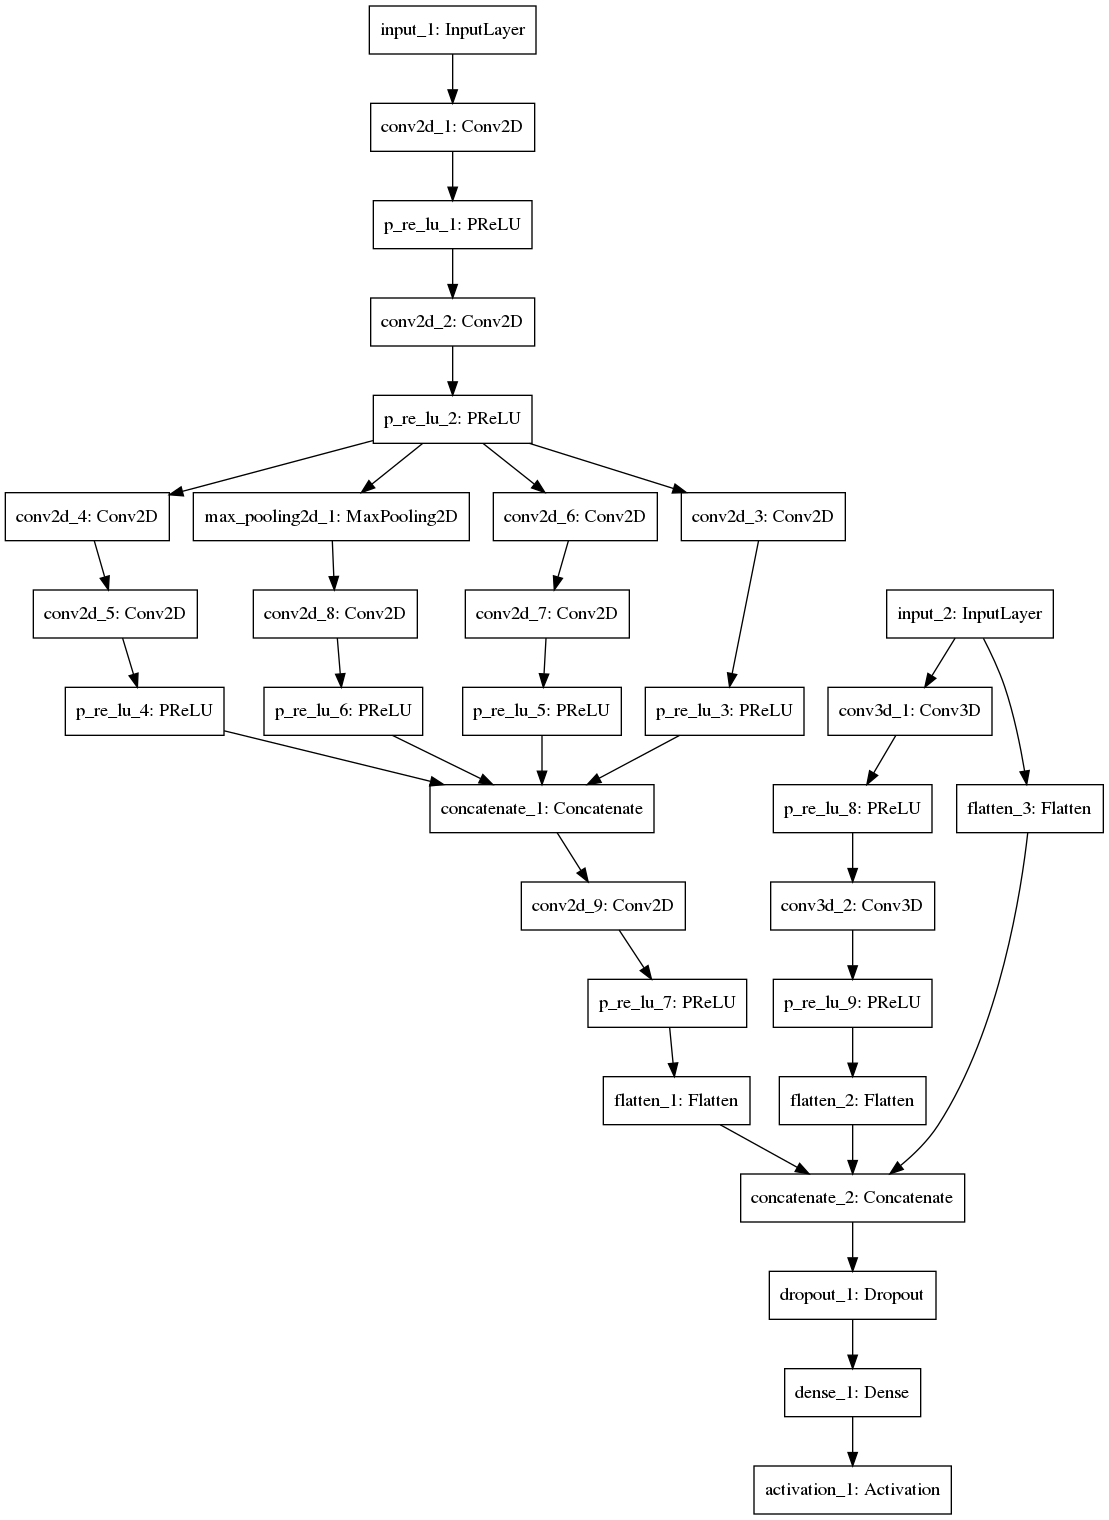 input_1: InputLayer
conv2d_1: Conv2D
p_re_lu_1: PReLU
conv2d_2: Conv2D
p_re_lu_2: PReLU
conv2d_4: Conv2D
max_pooling2d_1: MaxPooling2D
conv2d_6: Conv2D
conv2d_3: Conv2D
conv2d_5: Conv2D
conv2d_8: Conv2D
conv2d_7: Conv2D
input_2: InputLayer
p_re_lu_4: PReLU
p_re_lu_6: PReLU
p_re_lu_5: PReLU
p_re_lu_3: PReLU
conv3d_1: Conv3D
concatenate_1: Concatenate
p_re_lu_8: PReLU
flatten_3: Flatten
conv2d_9: Conv2D
conv3d_2: Conv3D
p_re_lu_7: PReLU
p_re_lu_9: PReLU
flatten_1: Flatten
flatten_2: Flatten
concatenate_2: Concatenate
dropout_1: Dropout
dense_1: Dense
activation_1: Activation